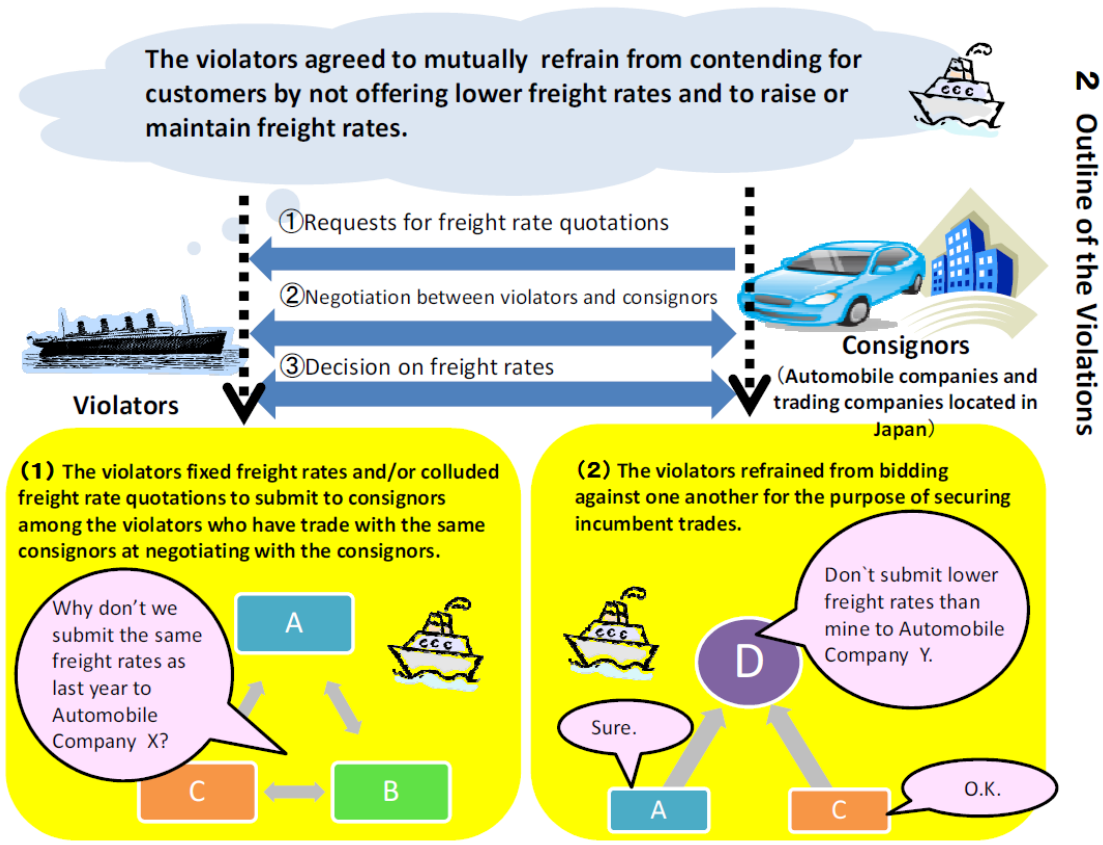 The violators agreed to mutually refrain from contending for
customers by not offering lower freight rates and to raise or
maintain freight rates.
2 Outline of the Violations
①Requests for freight rate quotations
②Negotiation between violators and consignors
③Decision on freight rates
Violators
Consignors
(Automobile companies and
trading companies located in
Japan)
(1) The violators fixed freight rates and/or colluded
freight rate quotations to submit to consignors
among the violators who have trade with the same
consignors at negotiating with the consignors.
Why don't we
submit the same
freight rates as
last year to
Automobile
Company X?
A
C
B
(2) The violators refrained from bidding
against one another for the purpose of securing
incumbent trades.
Don`t submit lower
freight rates than
mine to Automobile
Company Y.
D
Sure.
A
C
O.K.